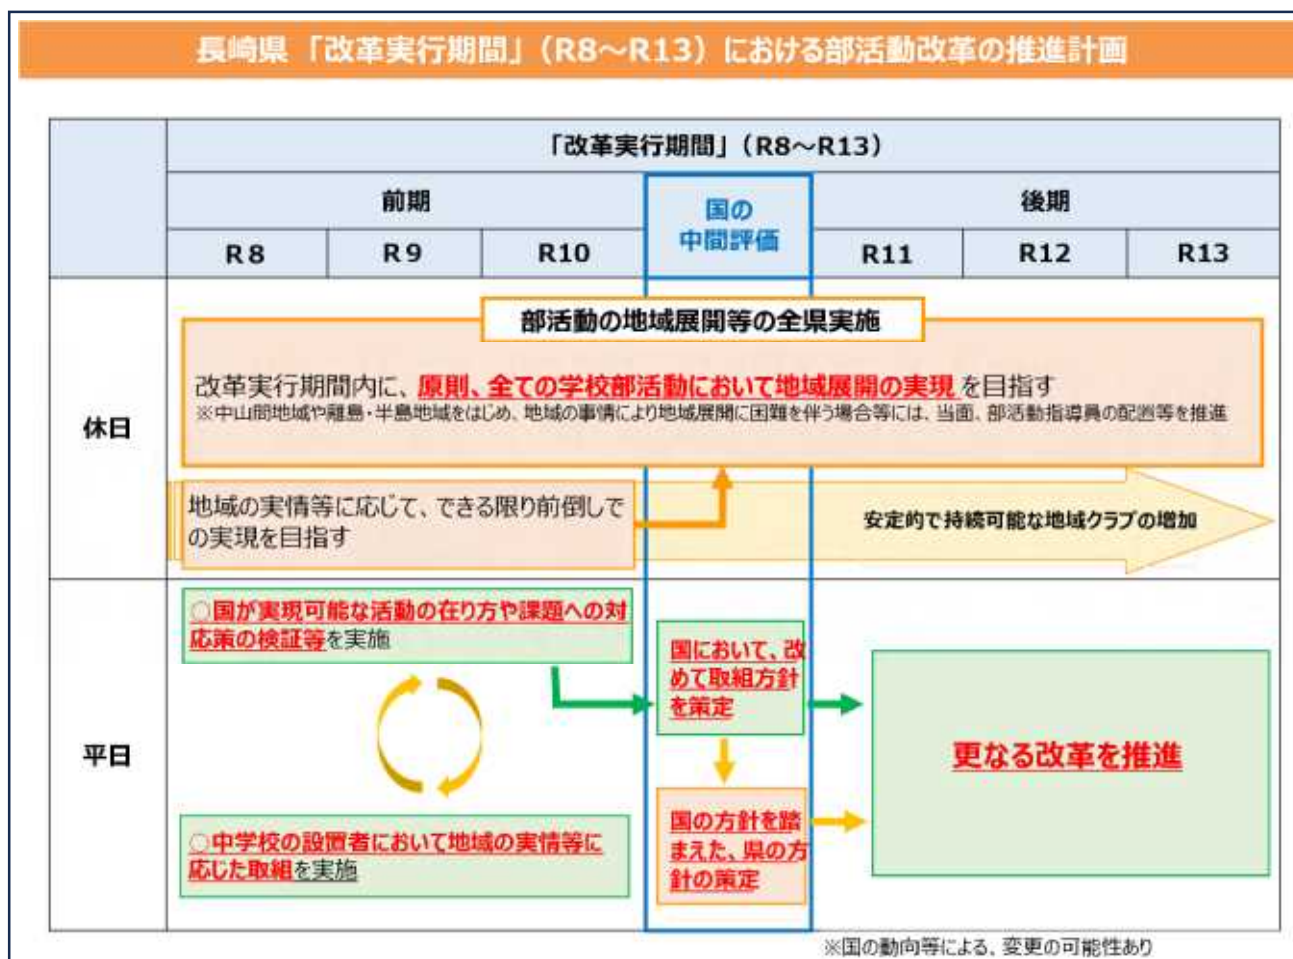 長崎県「改革実行期間」（R8～R13）における部活動改革の推進計画
「改革実行期間」（R8～R13）
前期
国の
中間評価
後期
R8
R9
R10
R11
R12
R13
休日
部活動の地域展開等の全県実施
改革実行期間内に、原則、全ての学校部活動において地域展開の実現を目指す
※中山間地域や離島・半島地域をはじめ、地域の事情により地域展開に困難を伴う場合等には、当面、部活動指導員の配置等を推進
地域の実情等に応じて、できる限り前倒しで
の実現を目指す
安定的で持続可能な地域クラブの増加
平日
○国が実現可能な活動の在り方や課題への対
応策の検証等を実施
○中学校の設置者において地域の実情等に
応じた取組を実施
国において、改
めて取組方針
を策定
国の方針を踏
まえた、県の方
針の策定
更なる改革を推進
※国の動向等による、変更の可能性あり